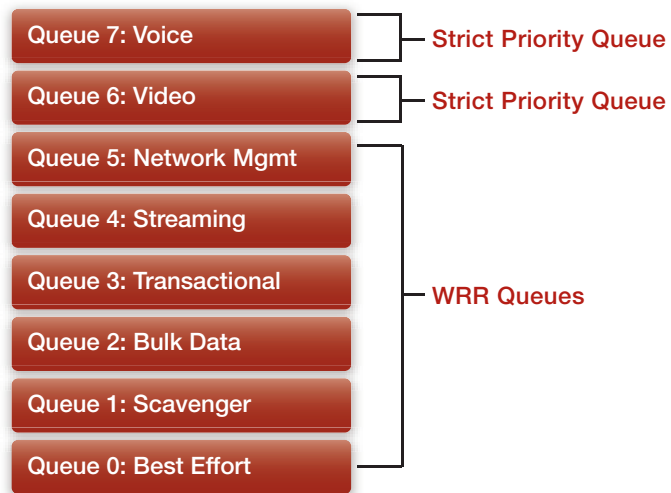 Queue 7: Voice
Strict Priority Queue
Queue 6: Video
Strict Priority Queue
Queue 5: Network Mgmt
Queue 4: Streaming
Queue 3: Transactional
WRR Queues
Queue 2: Bulk Data
Queue 1: Scavenger
Queue 0: Best Effort